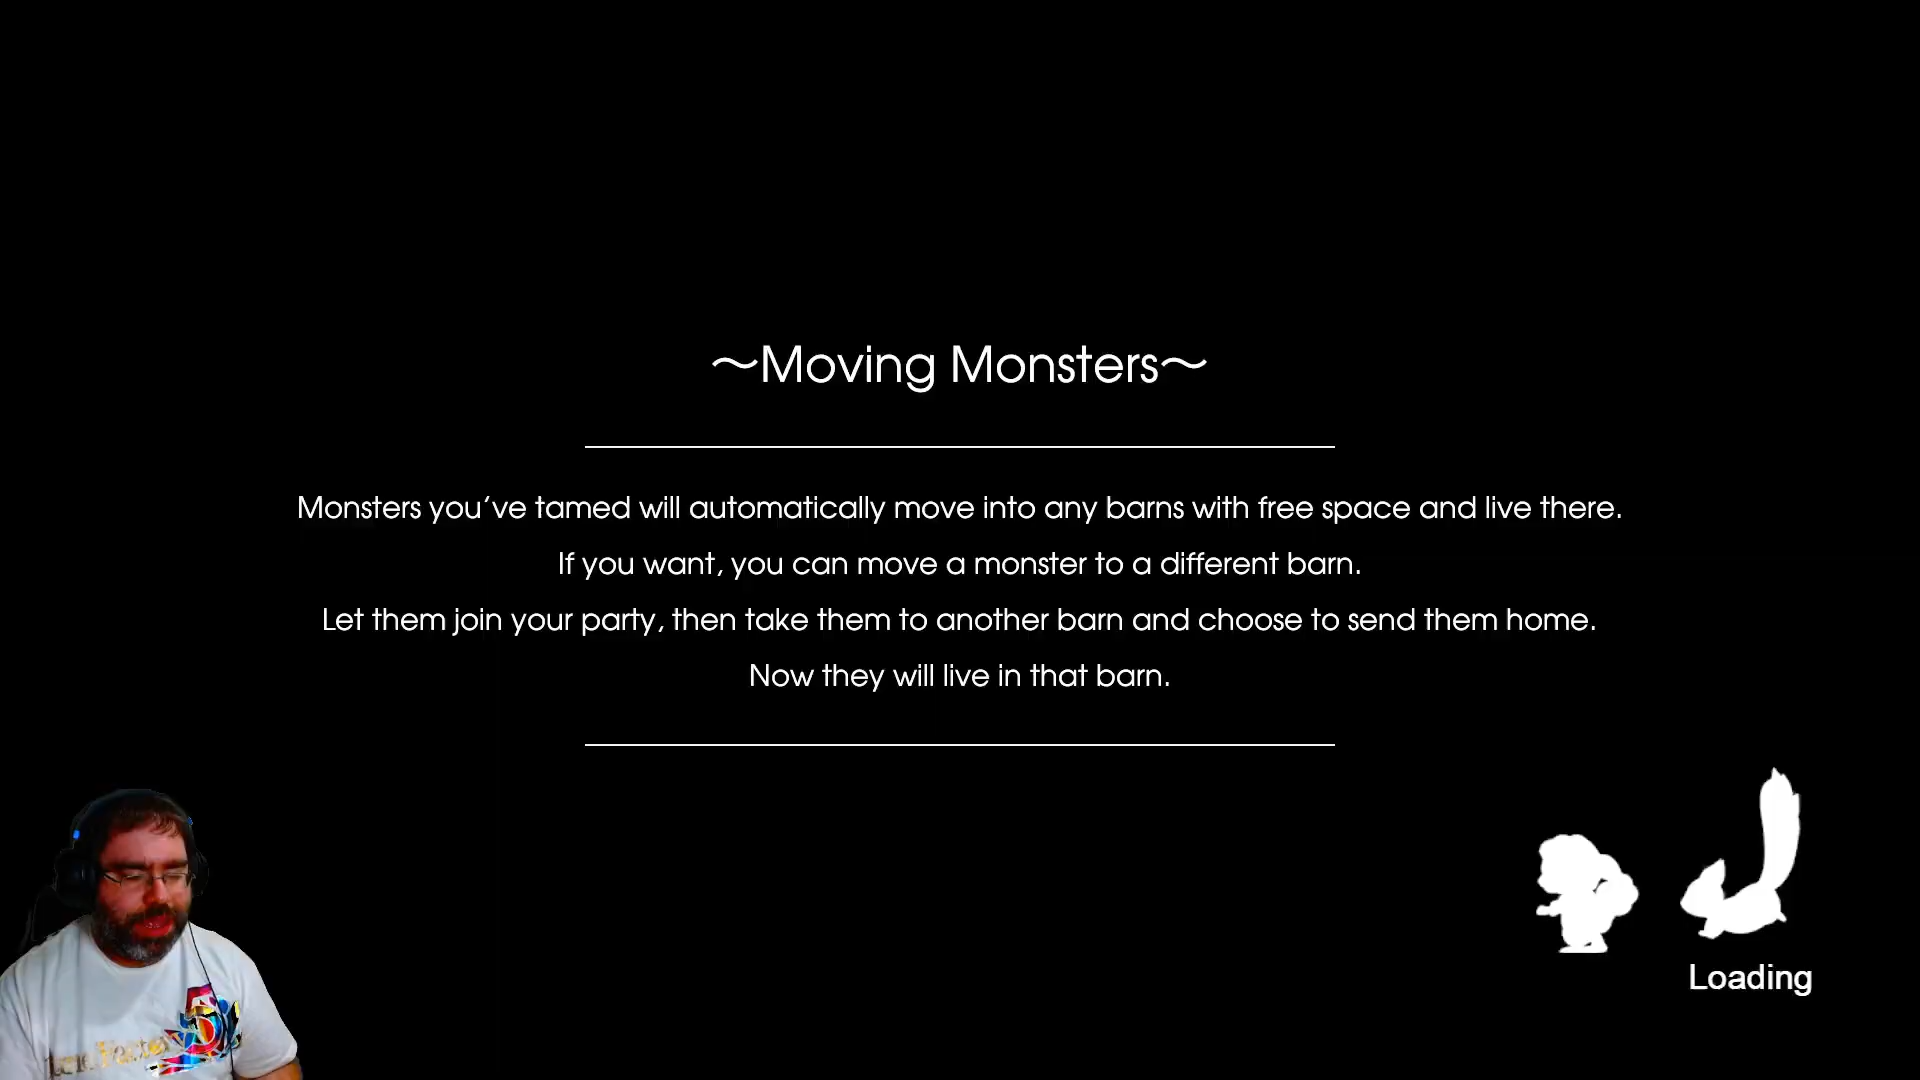 ～Moving Monsters～
Monsters you’ve tamed will automatically move into any barns with free space and live there.
If you want, you can move a monster to a different barn.
Let them join your party, then take them to another barn and choose to send them home.
Now they will live in that barn.
Loading